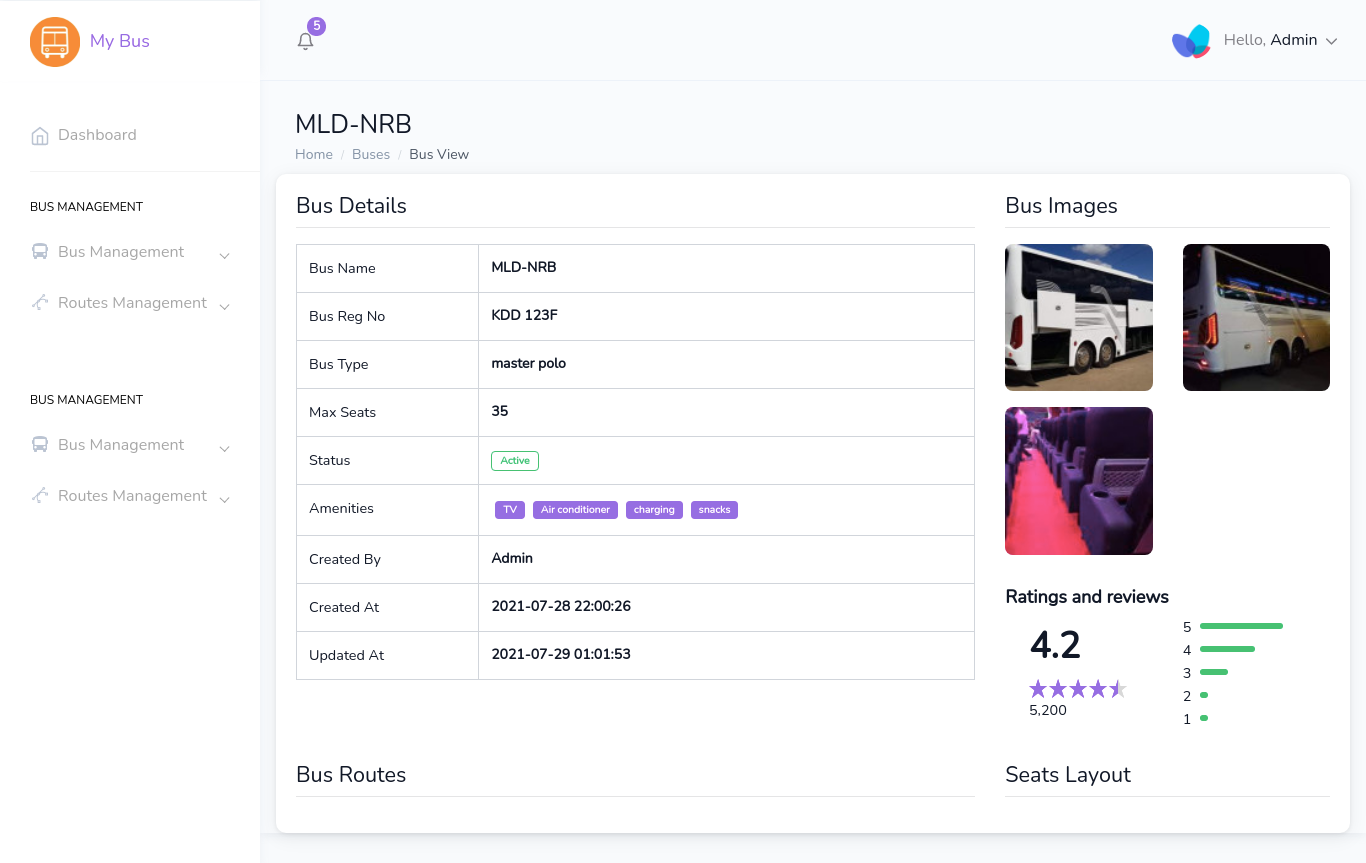 My Bus
5
Hello, Admin
Dashboard
BUS MANAGEMENT
Bus Management
Routes Management
BUS MANAGEMENT
Bus Management
Routes Management
MLD-NRB
Home / Buses / Bus View
Bus Details
Bus Name MLD-NRB
Bus Reg No KDD 123F
Bus Type master polo
Max Seats 35
Status Active
Amenities TV Air conditioner charging snacks
Created By Admin
Created At 2021-07-28 22:00:26
Updated At 2021-07-29 01:01:53
Bus Images
Ratings and reviews
4.2
5,200
5
4
3
2
1
Bus Routes
Seats Layout